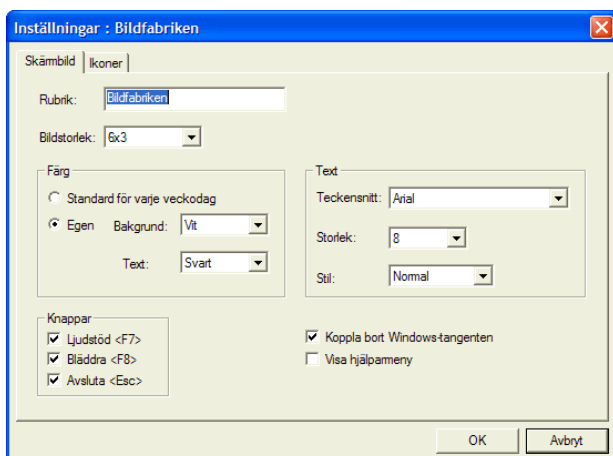 Inställningar : Bildfabriken
Skärmbild Ikoner
Rubrik: Bildfabriken
Bildstorlek: 6x3
Färg
Standard för varje veckodag
Egen Bakgrund: Vit
Text: Svart
Text
Teckensnitt: Arial
Storlek: 8
Stil: Normal
Knappar
Ljudstöd <F7>
Bläddra <F8>
Avsluta <Esc>
Koppla bort Windows-tangenten
Visa hjälparmeny
OK Avbryt